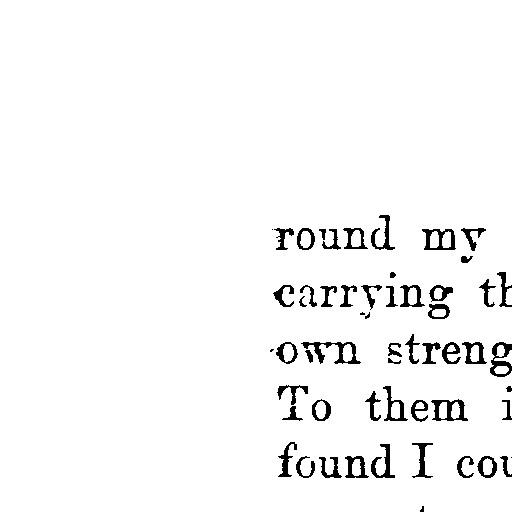 round my
carrying th
own streng
To them i
found I cou